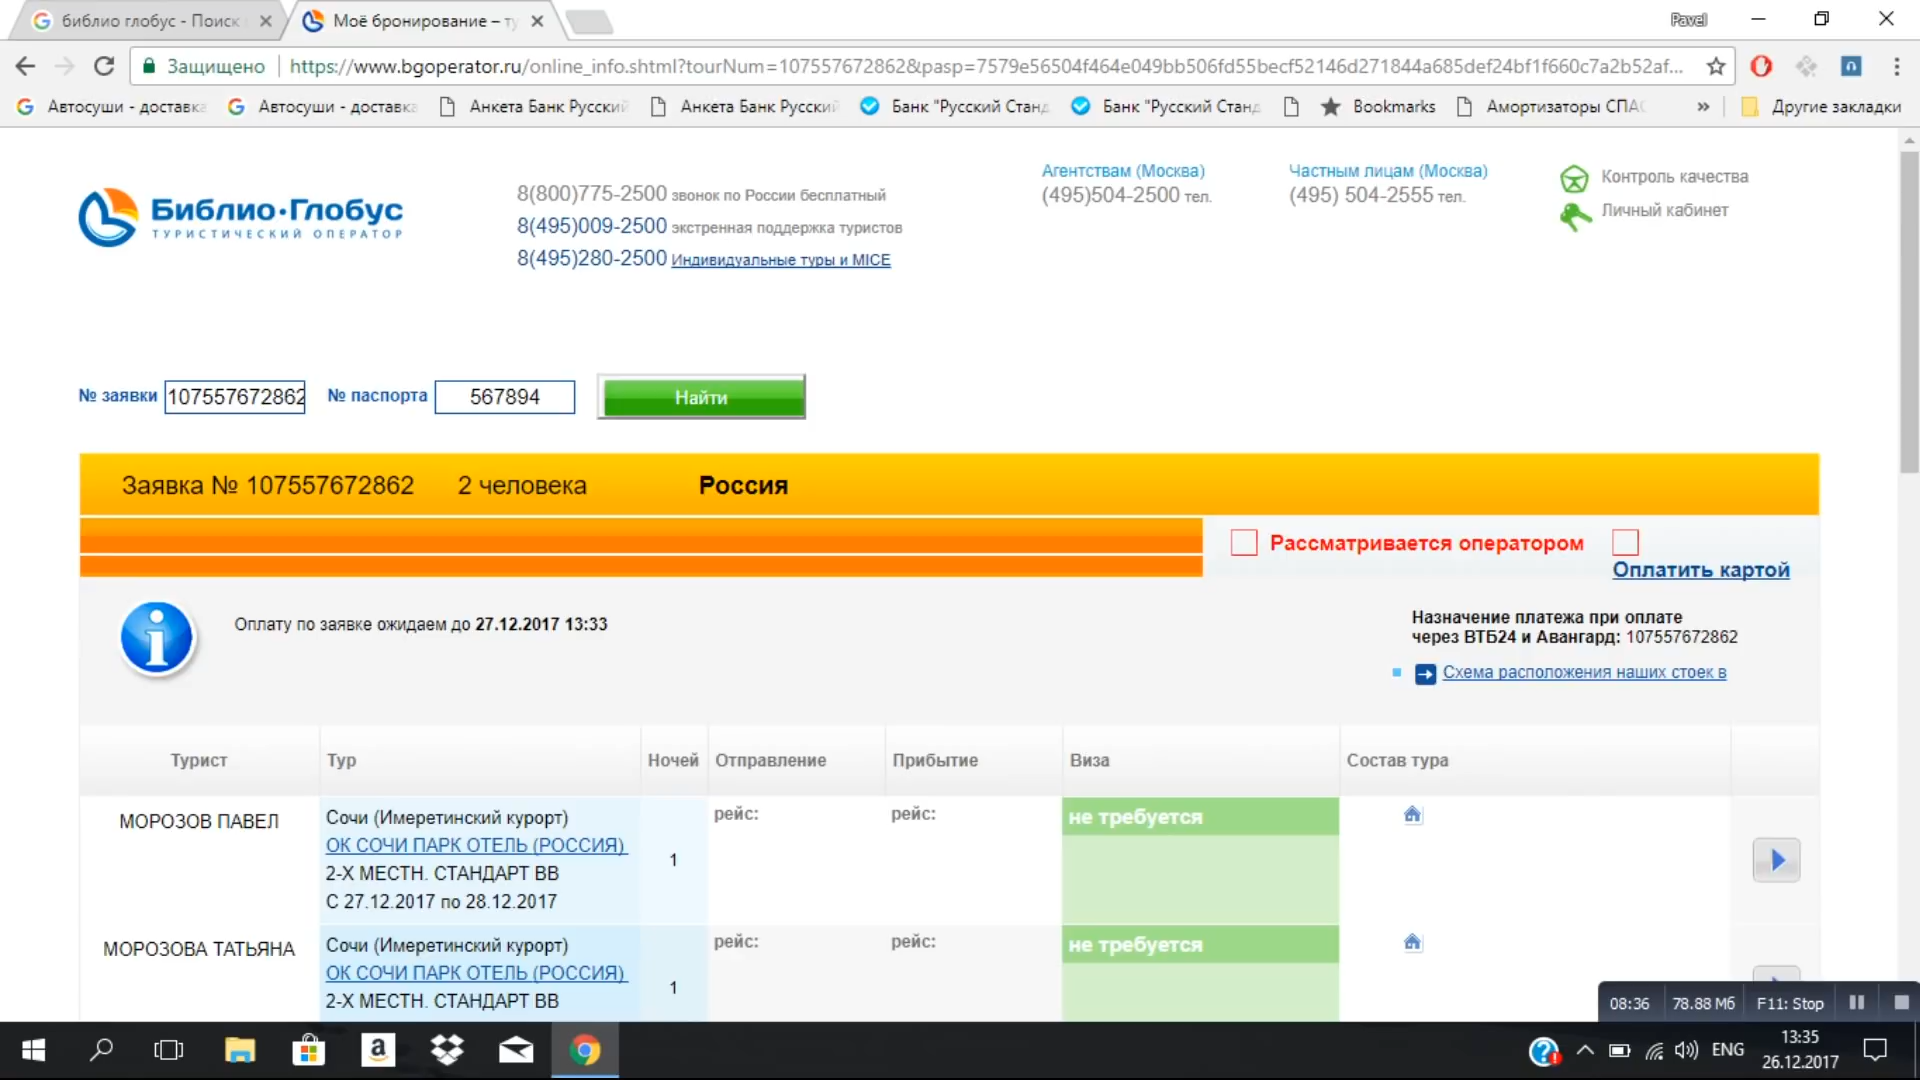 библио глобус - Поиск
Моё бронирование – ту
Pavel
Защищено
https://www.bgoperator.ru/online_info.shtml?tourNum=107557672862&pasp=7579e56504f464e049bb506fd55becf52146d271844a685def24bf1f660c7a2b52af...
Автосуши - доставка
Автосуши - доставка
Анкета Банк Русский
Анкета Банк Русский
Банк "Русский Станд
Банк "Русский Станд
Bookmarks
Амортизаторы СПАС
»
Другие закладки
Библио•Глобус
ТУРИСТИЧЕСКИЙ ОПЕРАТОР
8(800)775-2500 звонок по России бесплатный
8(495)009-2500 экстренная поддержка туристов
8(495)280-2500 Индивидуальные туры и MICE
Агентствам (Москва)
(495)504-2500 тел.
Частным лицам (Москва)
(495) 504-2555 тел.
Контроль качества
Личный кабинет
№ заявки 107557672862 № паспорта 567894 Найти
Заявка № 107557672862 2 человека Россия
Рассматривается оператором
Оплатить картой
Оплату по заявке ожидаем до 27.12.2017 13:33
Назначение платежа при оплате
через ВТБ24 и Авангард: 107557672862
Схема расположения наших стоек в
Турист Тур Ночей Отправление Прибытие Виза Состав тура
МОРОЗОВ ПАВЕЛ
Сочи (Имеретинский курорт)
ОК СОЧИ ПАРК ОТЕЛЬ (РОССИЯ)
2-Х МЕСТН. СТАНДАРТ BB
С 27.12.2017 по 28.12.2017
1
рейс:
рейс:
не требуется
МОРОЗОВА ТАТЬЯНА
Сочи (Имеретинский курорт)
ОК СОЧИ ПАРК ОТЕЛЬ (РОССИЯ)
2-Х МЕСТН. СТАНДАРТ BB
1
рейс:
рейс:
не требуется
08:36 78.88 Мб F11: Stop
ENG
13:35
26.12.2017